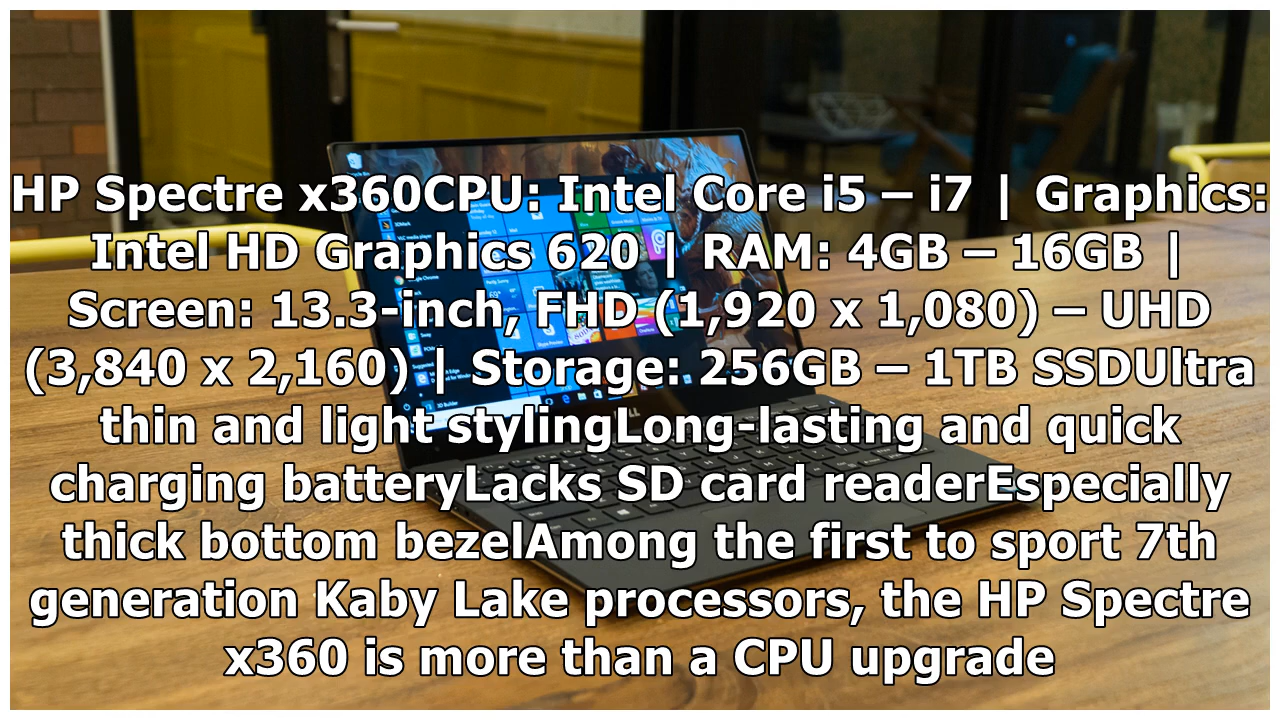 HP Spectre x360CPU: Intel Core i5 – i7 | Graphics:
Intel HD Graphics 620 | RAM: 4GB – 16GB |
Screen: 13.3-inch, FHD (1,920 x 1,080) – UHD
(3,840 x 2,160) | Storage: 256GB – 1TB SSDUltra
thin and light stylingLong-lasting and quick
charging batteryLacks SD card readerEspecially
thick bottom bezelAmong the first to sport 7th
generation Kaby Lake processors, the HP Spectre
x360 is more than a CPU upgrade